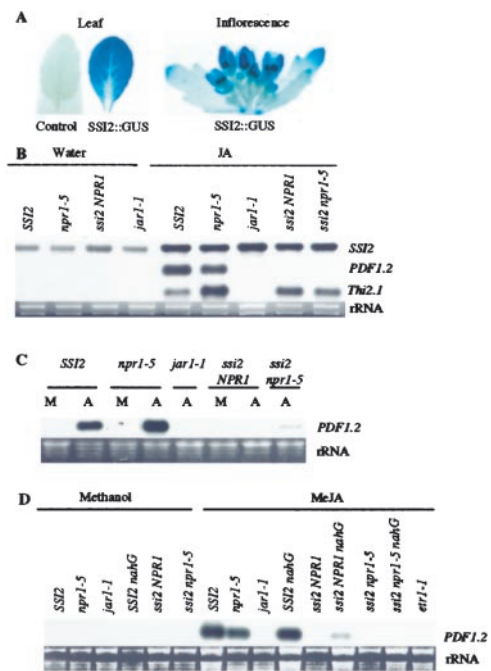 A
Leaf Inflorescence
Control SSI2::GUS SSI2::GUS
B
Water JA
SSI2 npr1-5 ssi2 NPR1 jar1-1 SSI2 npr1-5 jar1-1 ssi2 NPR1 ssi2 npr1-5
SSI2
PDF1.2
Thi2.1
rRNA
C
SSI2 npr1-5 jar1-1 ssi2 ssi2
NPR1 npr1-5
M A M A A M A A
PDF1.2
rRNA
D
Methanol MeJA
SSI2 npr1-5 jar1-1 SSI2 nahG ssi2 NPR1 ssi2 npr1-5 SSI2 npr1-5 jar1-1 SSI2 nahG ssi2 NPR1 ssi2 NPR1 nahG ssi2 npr1-5 ssi2 npr1-5 nahG etr1-1
PDF1.2
rRNA